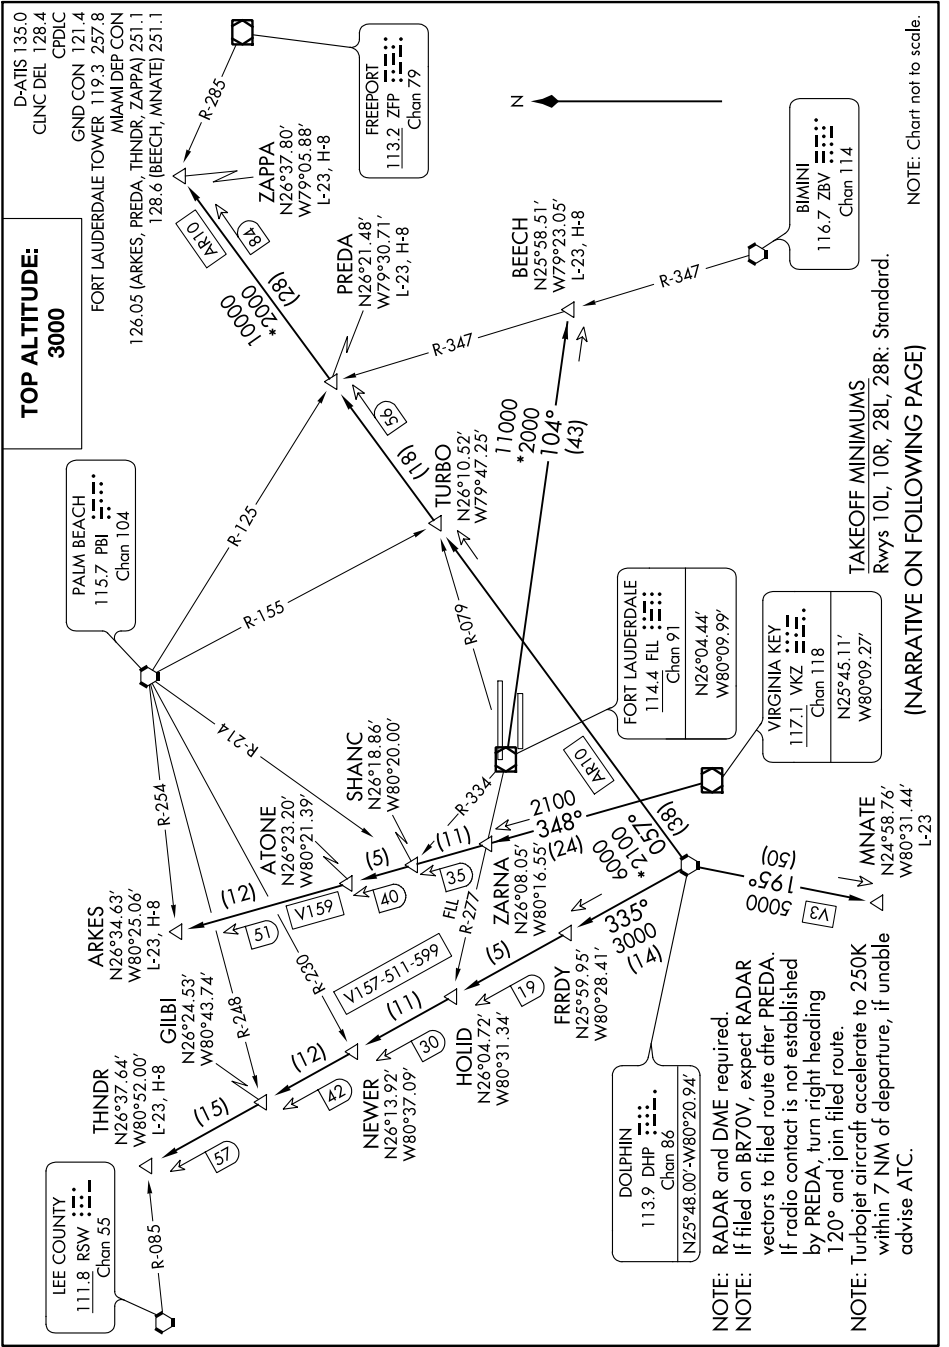 TOP ALTITUDE:
3000
D-ATIS 135.0
CLNC DEL 128.4
CPDLC
GND CON 121.4
FORT LAUDERDALE TOWER 119.3 257.8
MIAMI DEP CON
126.05 (ARKES, PREDA, THNDR, ZAPPA) 251.1
128.6 (BEECH, MNATE) 251.1
LEE COUNTY
111.8 RSW
Chan 55
R-085
THNDR
N26°37.64′
W80°52.00′
L-23, H-8
57
(15)
GILBI
N26°24.53′
W80°43.74′
R-248
42
(12)
NEWER
N26°13.92′
W80°37.09′
R-230
30
(11)
V157-511-599
HOLID
N26°04.72′
W80°31.34′
FLL
R-277
19
(5)
FRRDY
N25°59.95′
W80°28.41′
335°
3000
(14)
ARKES
N26°34.63′
W80°25.06′
L-23, H-8
R-254
51
(12)
V159
ATONE
N26°23.20′
W80°21.39′
40
(5)
SHANC
N26°18.86′
W80°20.00′
R-214
35
(11)
R-334
ZARNA
N26°08.05′
W80°16.55′
2100
348°
(24)
PALM BEACH
115.7 PBI
Chan 104
R-125
R-155
R-079
TURBO
N26°10.52′
W79°47.25′
(18)
56
PREDA
N26°21.48′
W79°30.71′
L-23, H-8
10000
*2000
(28)
84
AR10
ZAPPA
N26°37.80′
W79°05.88′
L-23, H-8
R-285
FREEPORT
113.2 ZFP
Chan 79
N
R-347
BEECH
N25°58.51′
W79°23.05′
L-23, H-8
R-347
BIMINI
116.7 ZBV
Chan 114
11000
*2000
104°
(43)
FORT LAUDERDALE
114.4 FLL
Chan 91
N26°04.44′
W80°09.99′
VIRGINIA KEY
117.1 VKZ
Chan 118
N25°45.11′
W80°09.27′
AR10
6000
*2100
057°
(38)
DOLPHIN
113.9 DHP
Chan 86
N25°48.00′-W80°20.94′
5000
195°
(50)
V3
MNATE
N24°58.76′
W80°31.44′
L-23
NOTE: RADAR and DME required.
NOTE: If filed on BR70V, expect RADAR
vectors to filed route after PREDA.
If radio contact is not established
by PREDA, turn right heading
120° and join filed route.
NOTE: Turbojet aircraft accelerate to 250K
within 7 NM of departure, if unable
advise ATC.
TAKEOFF MINIMUMS
Rwys 10L, 10R, 28L, 28R: Standard.
(NARRATIVE ON FOLLOWING PAGE)
NOTE: Chart not to scale.